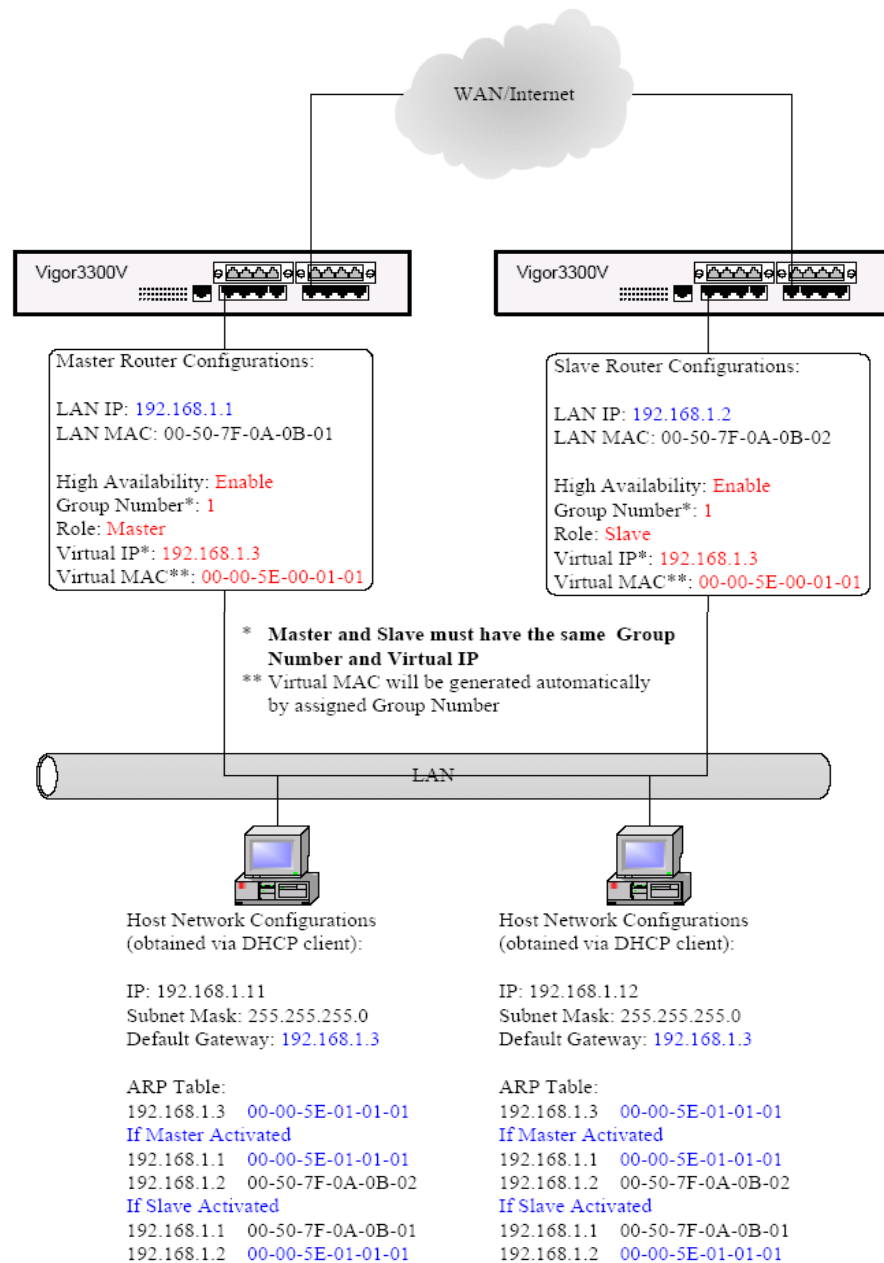 WAN/Internet
Vigor3300V
Vigor3300V
Master Router Configurations:
LAN IP: 192.168.1.1
LAN MAC: 00-50-7F-0A-0B-01
High Availability: Enable
Group Number*: 1
Role: Master
Virtual IP*: 192.168.1.3
Virtual MAC**: 00-00-5E-00-01-01
Slave Router Configurations:
LAN IP: 192.168.1.2
LAN MAC: 00-50-7F-0A-0B-02
High Availability: Enable
Group Number*: 1
Role: Slave
Virtual IP*: 192.168.1.3
Virtual MAC**: 00-00-5E-00-01-01
* Master and Slave must have the same Group
Number and Virtual IP
** Virtual MAC will be generated automatically
by assigned Group Number
LAN
Host Network Configurations
(obtained via DHCP client):
IP: 192.168.1.11
Subnet Mask: 255.255.255.0
Default Gateway: 192.168.1.3
ARP Table:
192.168.1.3 00-00-5E-01-01-01
If Master Activated
192.168.1.1 00-00-5E-01-01-01
192.168.1.2 00-50-7F-0A-0B-02
If Slave Activated
192.168.1.1 00-50-7F-0A-0B-01
192.168.1.2 00-00-5E-01-01-01
Host Network Configurations
(obtained via DHCP client):
IP: 192.168.1.12
Subnet Mask: 255.255.255.0
Default Gateway: 192.168.1.3
ARP Table:
192.168.1.3 00-00-5E-01-01-01
If Master Activated
192.168.1.1 00-00-5E-01-01-01
192.168.1.2 00-50-7F-0A-0B-02
If Slave Activated
192.168.1.1 00-50-7F-0A-0B-01
192.168.1.2 00-00-5E-01-01-01